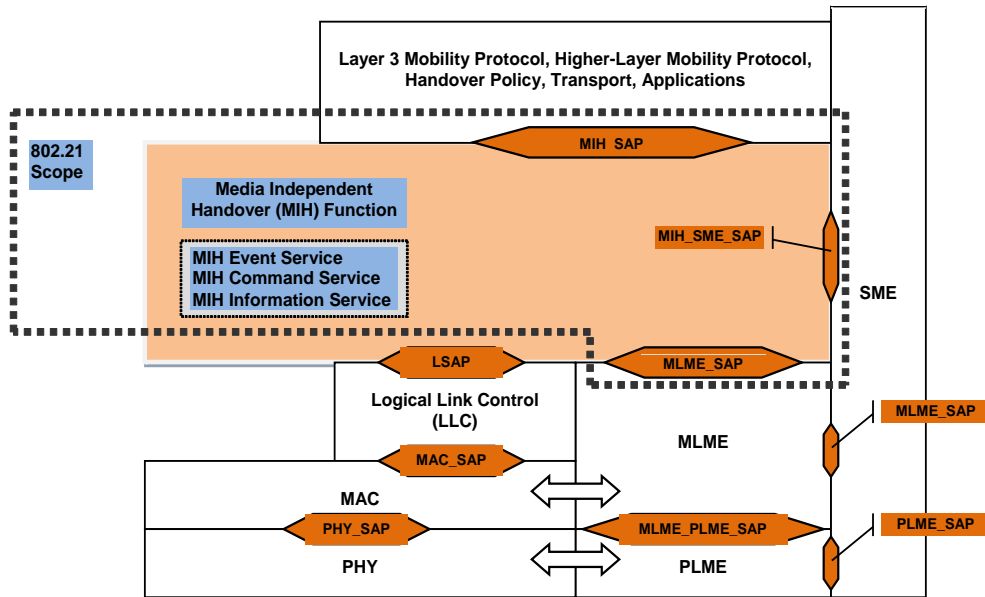 Layer 3 Mobility Protocol, Higher-Layer Mobility Protocol,
Handover Policy, Transport, Applications
MIH_SAP
802.21
Scope
Media Independent
Handover (MIH) Function
MIH Event Service
MIH Command Service
MIH Information Service
MIH_SME_SAP
SME
LSAP
MLME_SAP
Logical Link Control
(LLC)
MLME_SAP
MLME
MAC_SAP
MAC
PHY_SAP
MLME_PLME_SAP
PLME_SAP
PHY
PLME